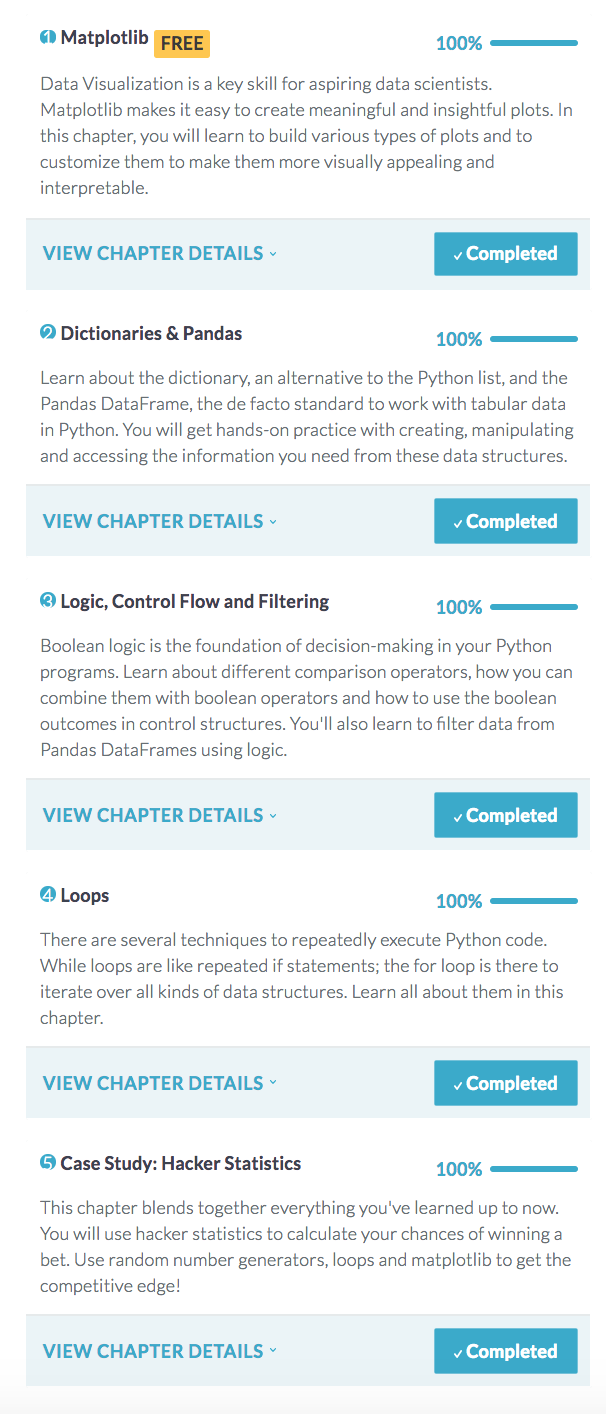 1 Matplotlib FREE 100%
Data Visualization is a key skill for aspiring data scientists.
Matplotlib makes it easy to create meaningful and insightful plots. In
this chapter, you will learn to build various types of plots and to
customize them to make them more visually appealing and
interpretable.
VIEW CHAPTER DETAILS Completed
2 Dictionaries & Pandas 100%
Learn about the dictionary, an alternative to the Python list, and the
Pandas DataFrame, the de facto standard to work with tabular data
in Python. You will get hands-on practice with creating, manipulating
and accessing the information you need from these data structures.
VIEW CHAPTER DETAILS Completed
3 Logic, Control Flow and Filtering 100%
Boolean logic is the foundation of decision-making in your Python
programs. Learn about different comparison operators, how you can
combine them with boolean operators and how to use the boolean
outcomes in control structures. You'll also learn to filter data from
Pandas DataFrames using logic.
VIEW CHAPTER DETAILS Completed
4 Loops 100%
There are several techniques to repeatedly execute Python code.
While loops are like repeated if statements; the for loop is there to
iterate over all kinds of data structures. Learn all about them in this
chapter.
VIEW CHAPTER DETAILS Completed
5 Case Study: Hacker Statistics 100%
This chapter blends together everything you've learned up to now.
You will use hacker statistics to calculate your chances of winning a
bet. Use random number generators, loops and matplotlib to get the
competitive edge!
VIEW CHAPTER DETAILS Completed